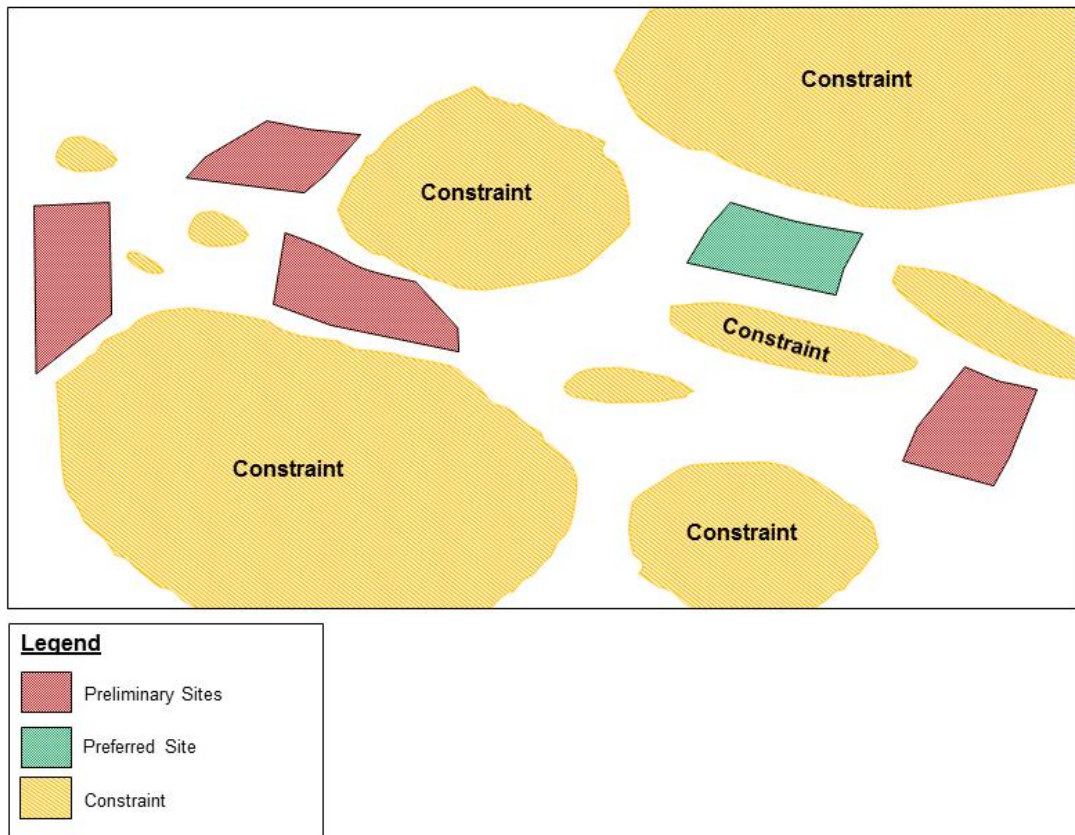 Constraint
Constraint
Constraint
Constraint
Constraint
Legend
Preliminary Sites
Preferred Site
Constraint